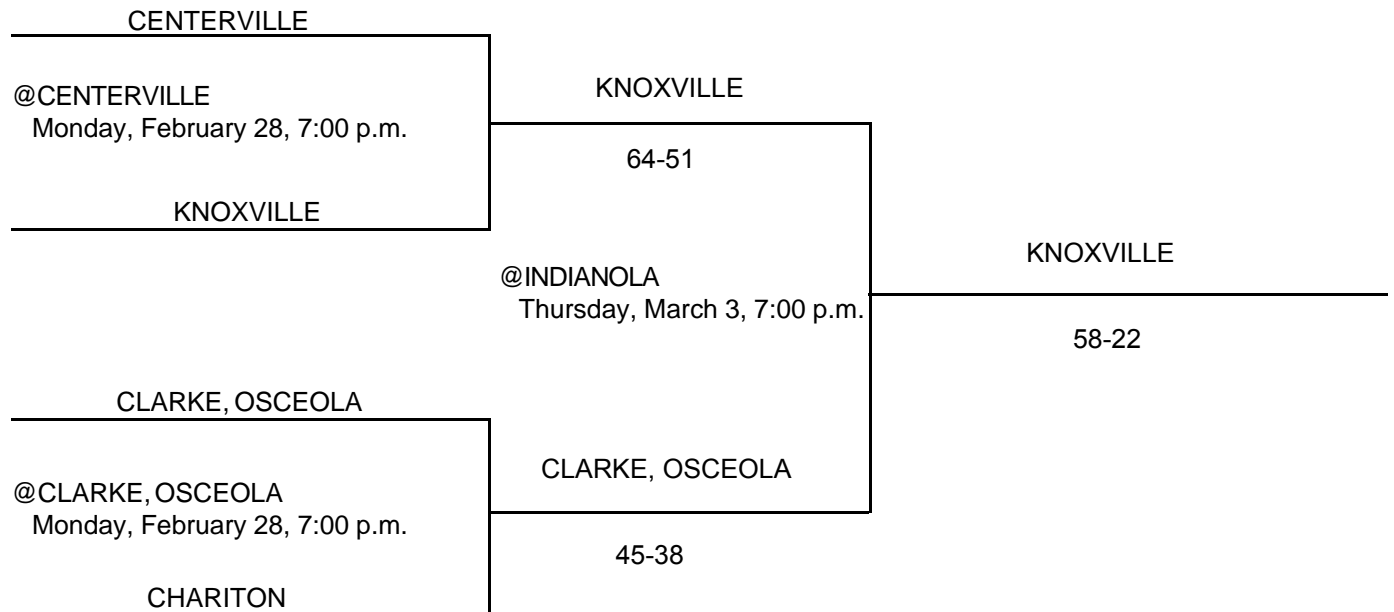 CENTERVILLE
@CENTERVILLE
Monday, February 28, 7:00 p.m.
KNOXVILLE
KNOXVILLE
64-51
@INDIANOLA
Thursday, March 3, 7:00 p.m.
KNOXVILLE
58-22
CLARKE, OSCEOLA
@CLARKE, OSCEOLA
Monday, February 28, 7:00 p.m.
CHARITON
CLARKE, OSCEOLA
45-38